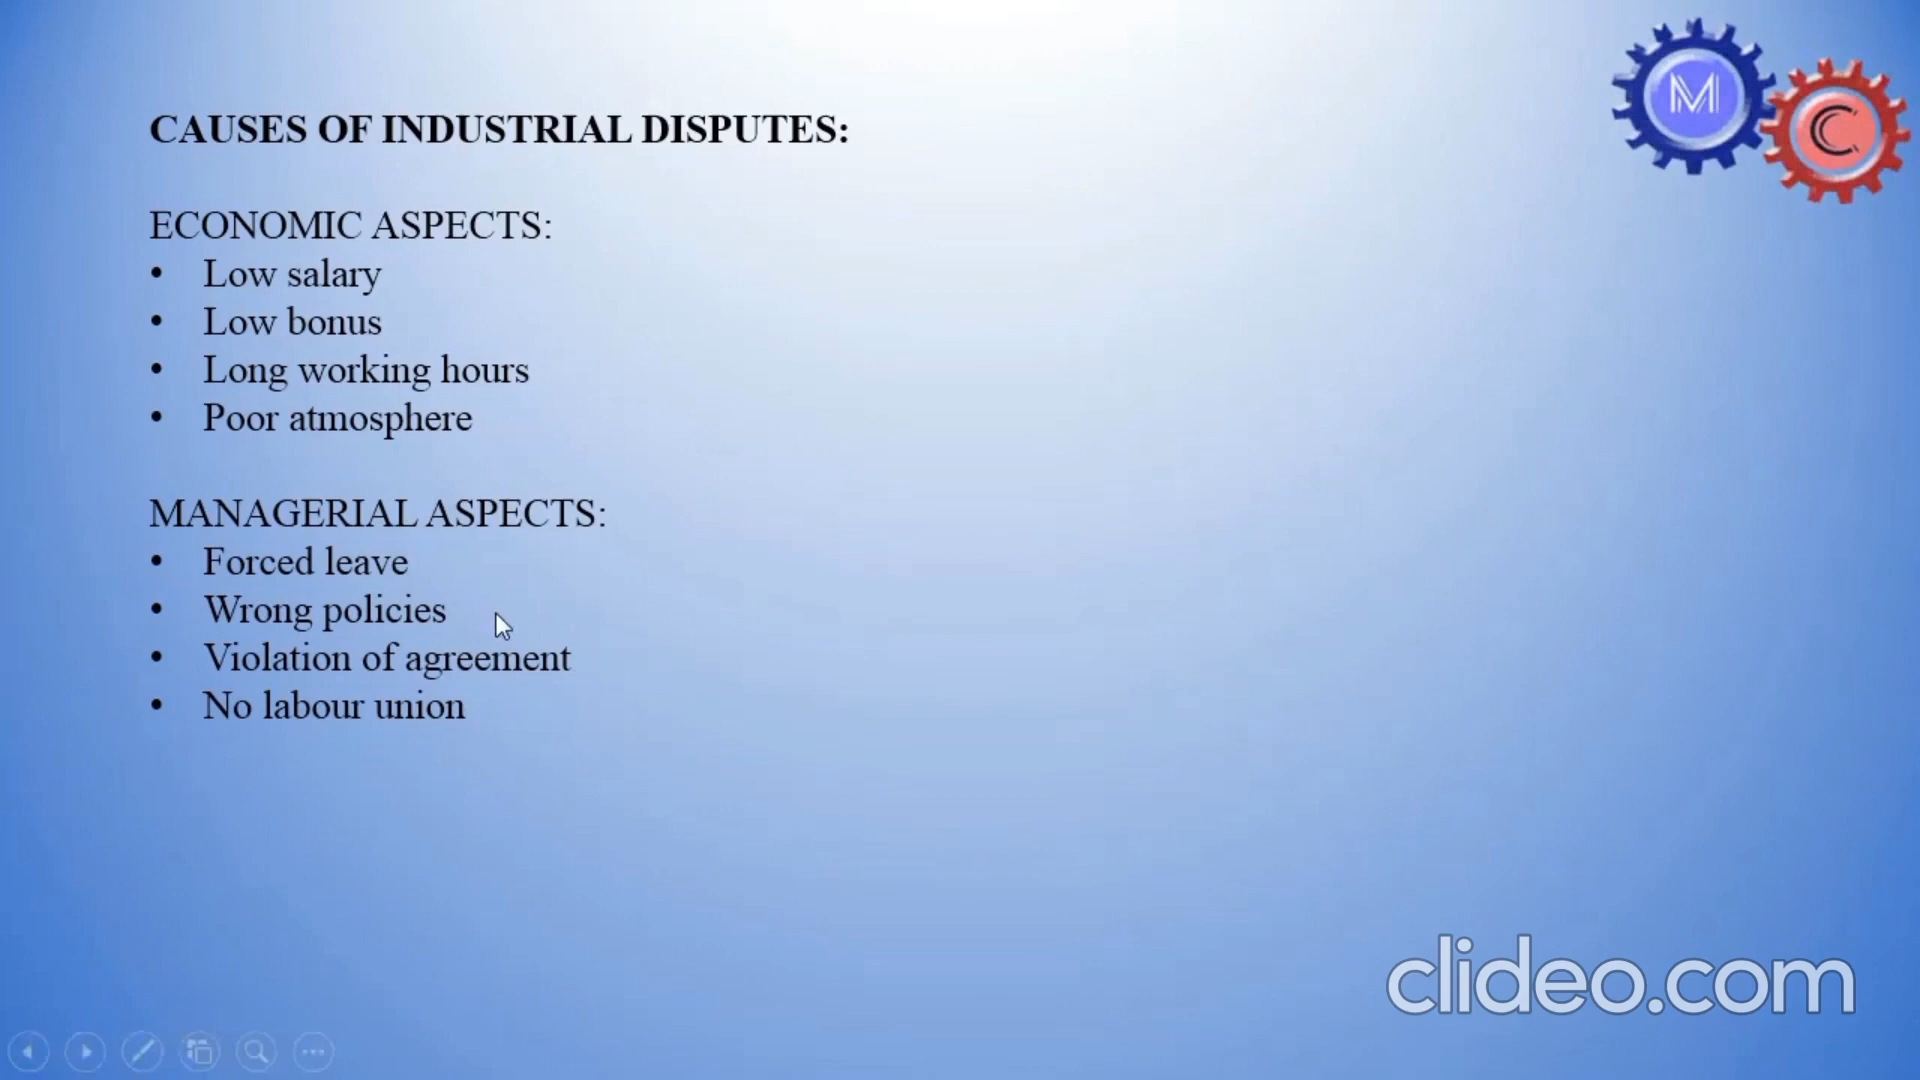 CAUSES OF INDUSTRIAL DISPUTES:
ECONOMIC ASPECTS:
• Low salary
• Low bonus
• Long working hours
• Poor atmosphere
MANAGERIAL ASPECTS:
• Forced leave
• Wrong policies
• Violation of agreement
• No labour union
M
C
clideo.com